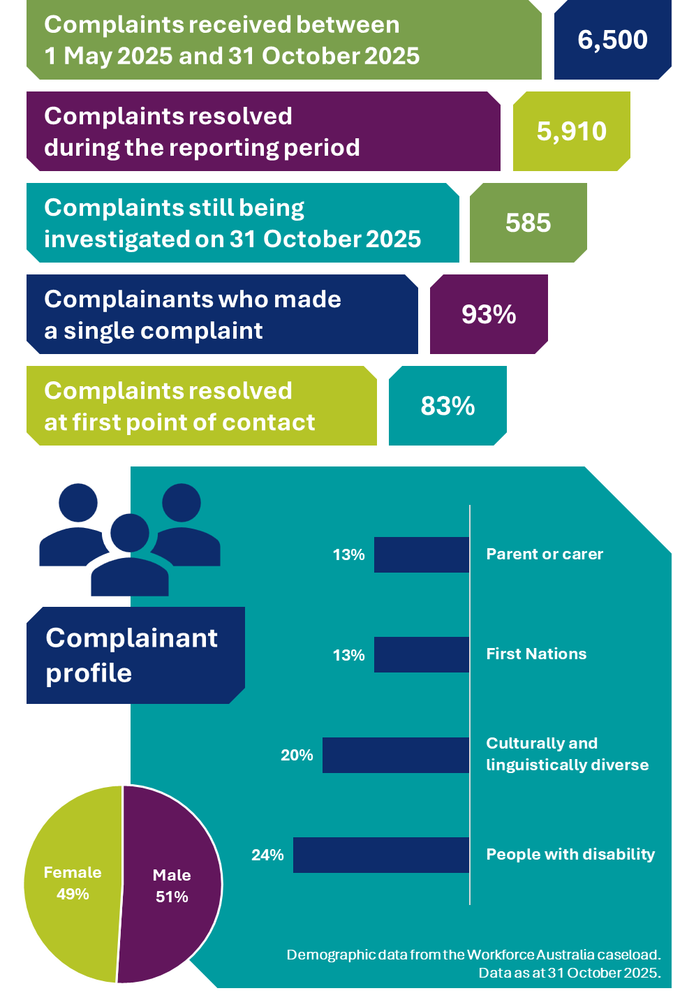 Complaints received between
1 May 2025 and 31 October 2025
6,500
Complaints resolved
during the reporting period
5,910
Complaints still being
investigated on 31 October 2025
585
Complainants who made
a single complaint
93%
Complaints resolved
at first point of contact
83%
Complainant
profile
13%
Parent or carer
13%
First Nations
20%
Culturally and
linguistically diverse
24%
People with disability
Female
49%
Male
51%
Demographic data from the Workforce Australia caseload.
Data as at 31 October 2025.